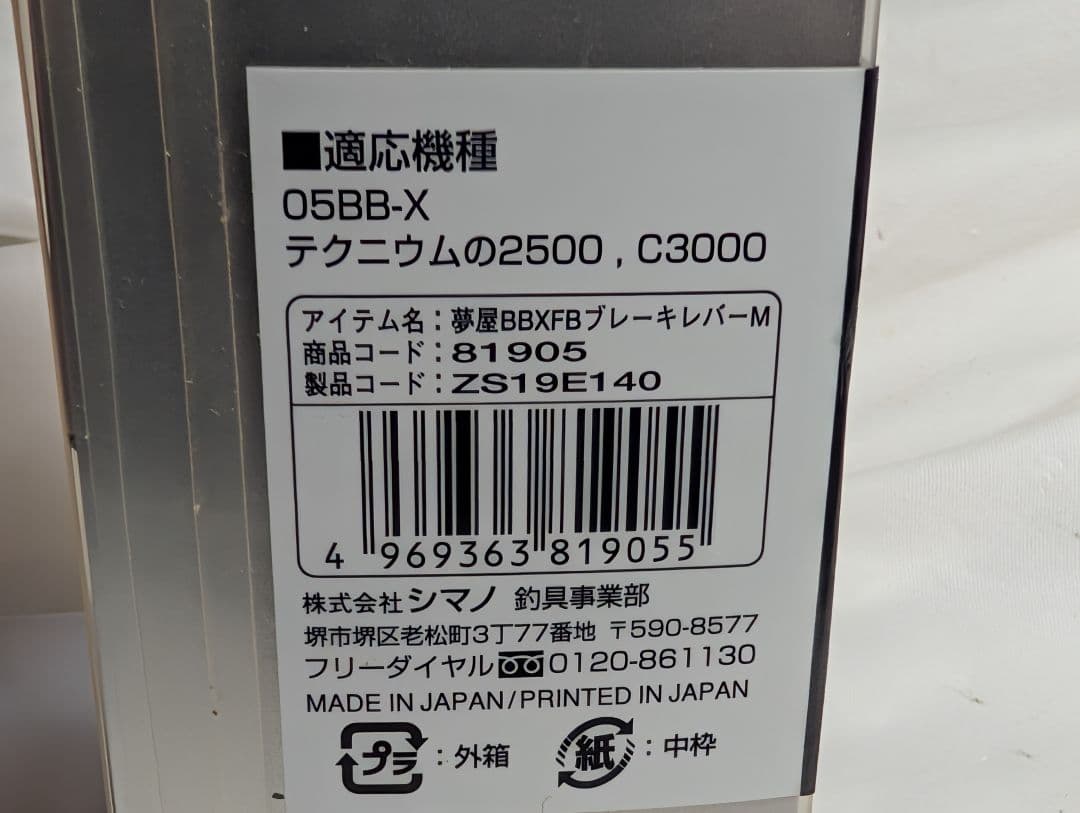 ■適応機種
05BB-X
テクニウムの2500 , C3000
アイテム名：夢屋BBXFBブレーキレバーM
商品コード：81905
製品コード：ZS19E140
4 969363 819055
株式会社シマノ 釣具事業部
堺市堺区老松町3丁77番地 〒590-8577
フリーダイヤル 0120-861130
MADE IN JAPAN/PRINTED IN JAPAN
プラ：外箱 紙：中枠